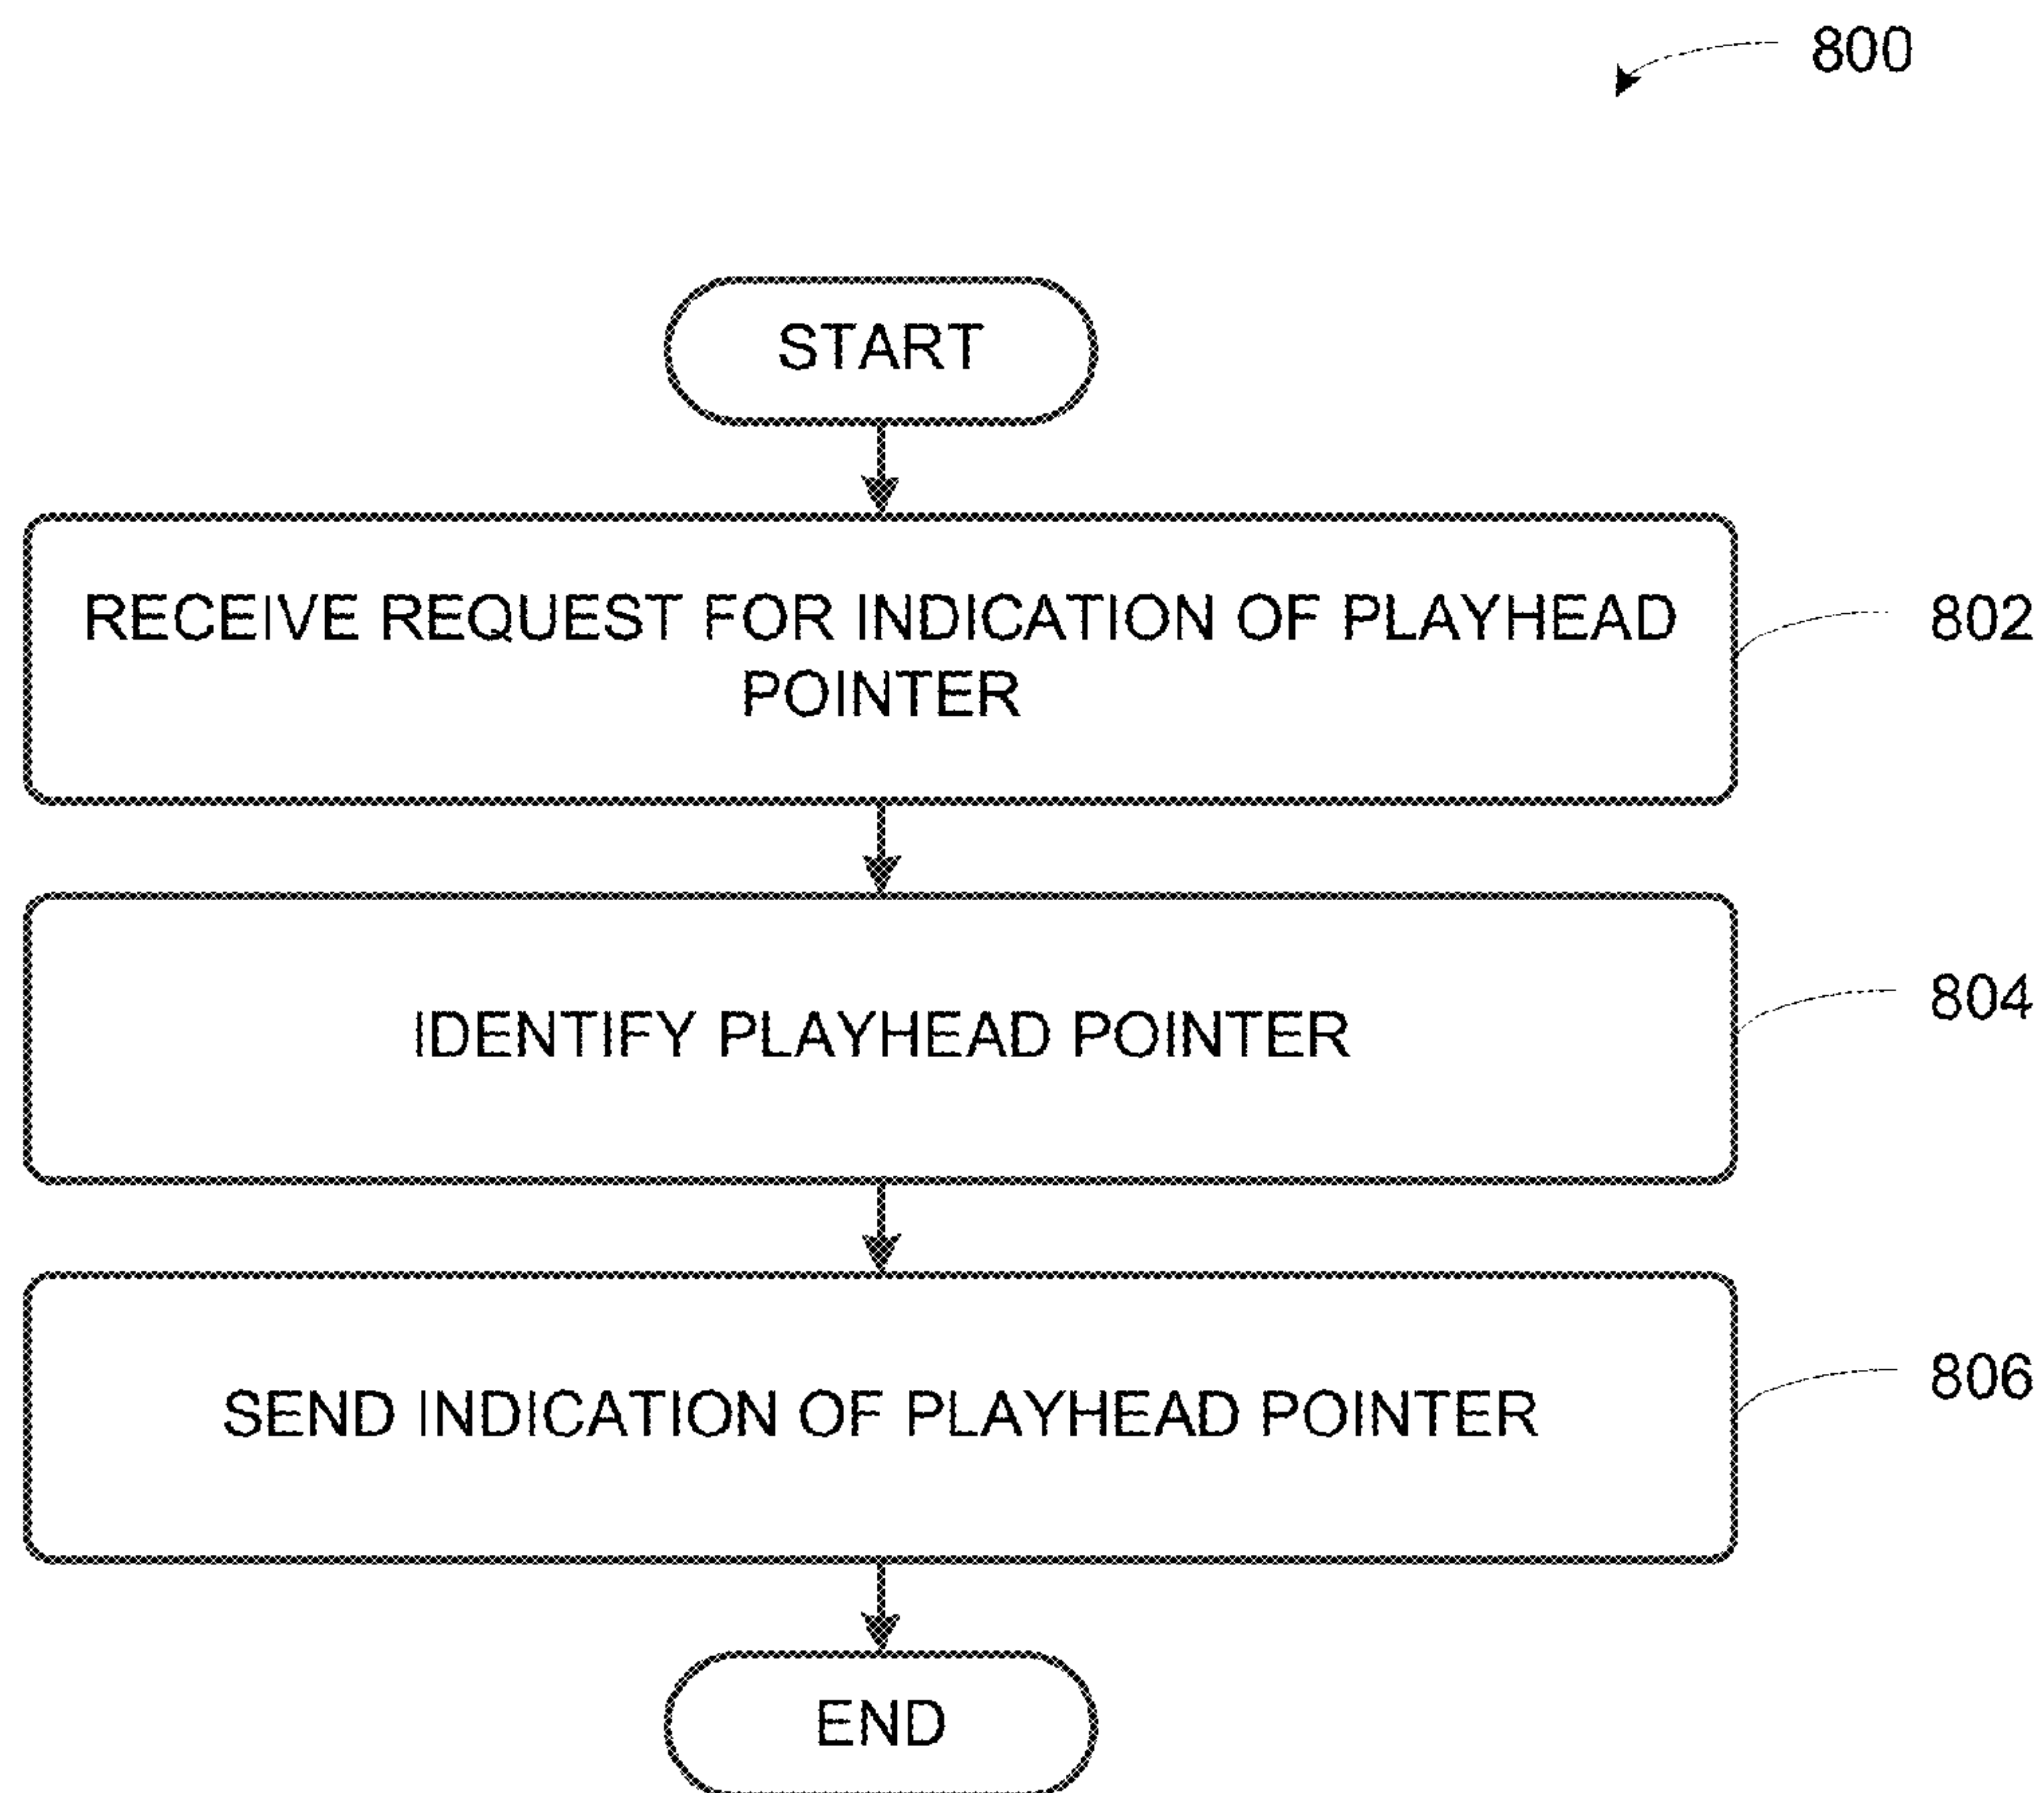 800
START
RECEIVE REQUEST FOR INDICATION OF PLAYHEAD
POINTER
802
IDENTIFY PLAYHEAD POINTER
804
SEND INDICATION OF PLAYHEAD POINTER
806
END